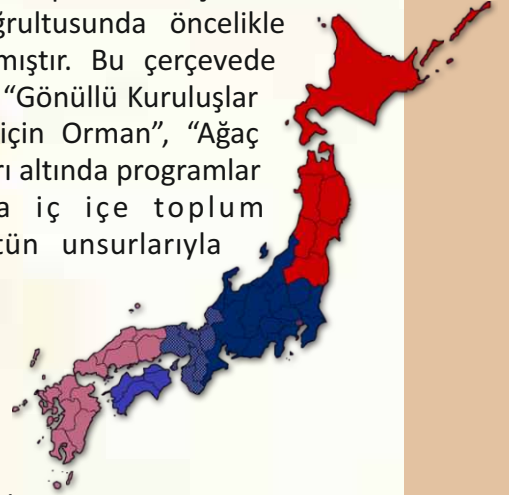 ğrultusunda öncelikle
mıştır. Bu çerçevede
“Gönüllü Kuruluşlar
için Orman”, “Ağaç
rı altında programlar
a iç içe toplum
tün unsurlarıyla